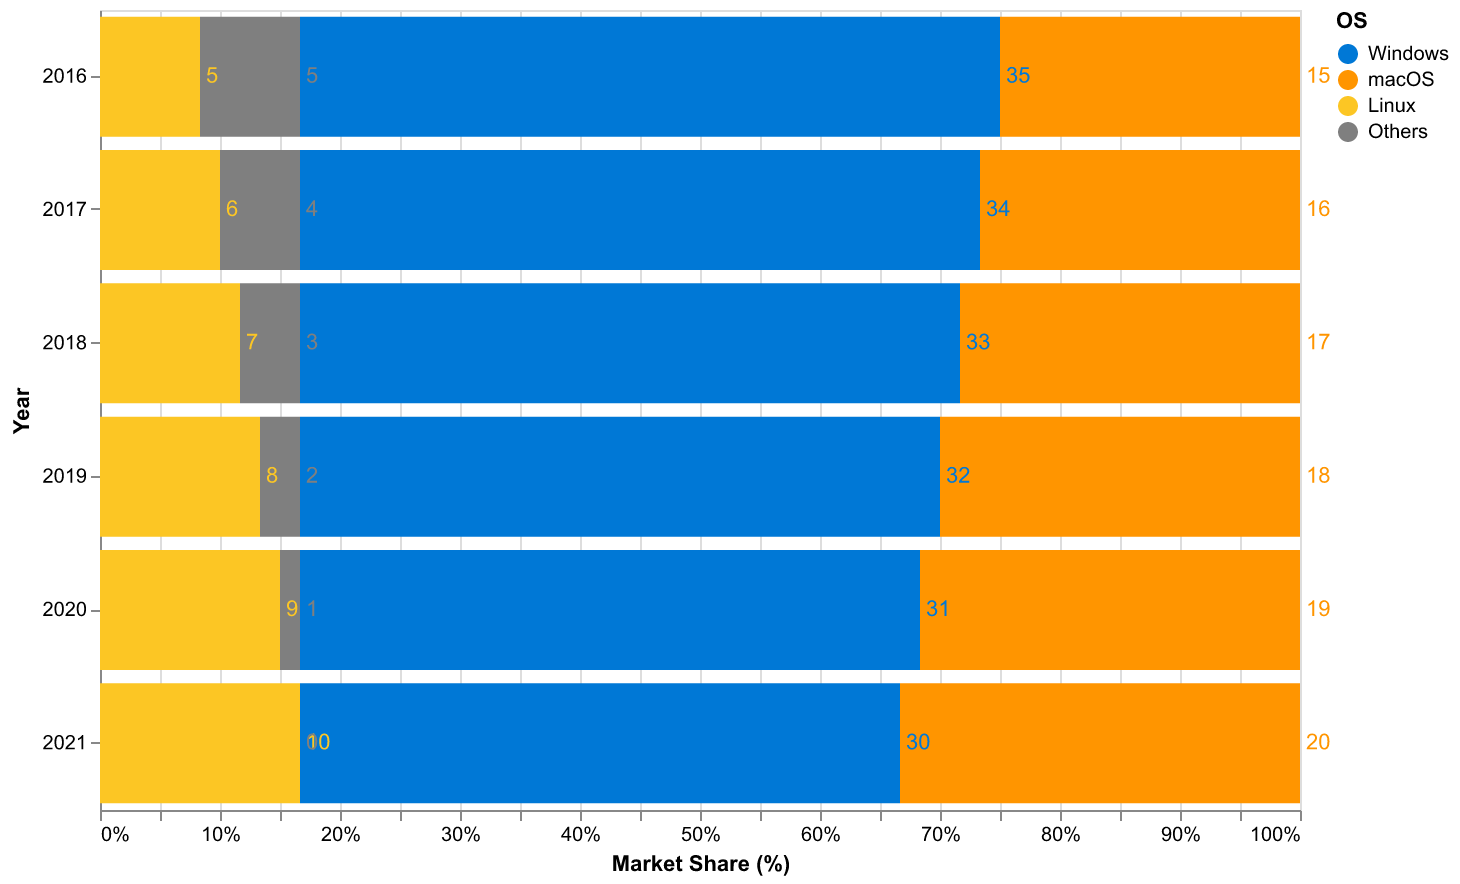 OS
Windows
macOS
Linux
Others
2016 5 5 35 15
2017 6 4 34 16
2018 7 3 33 17
2019 8 2 32 18
2020 9 1 31 19
2021 0 10 30 20
Year
0% 10% 20% 30% 40% 50% 60% 70% 80% 90% 100%
Market Share (%)